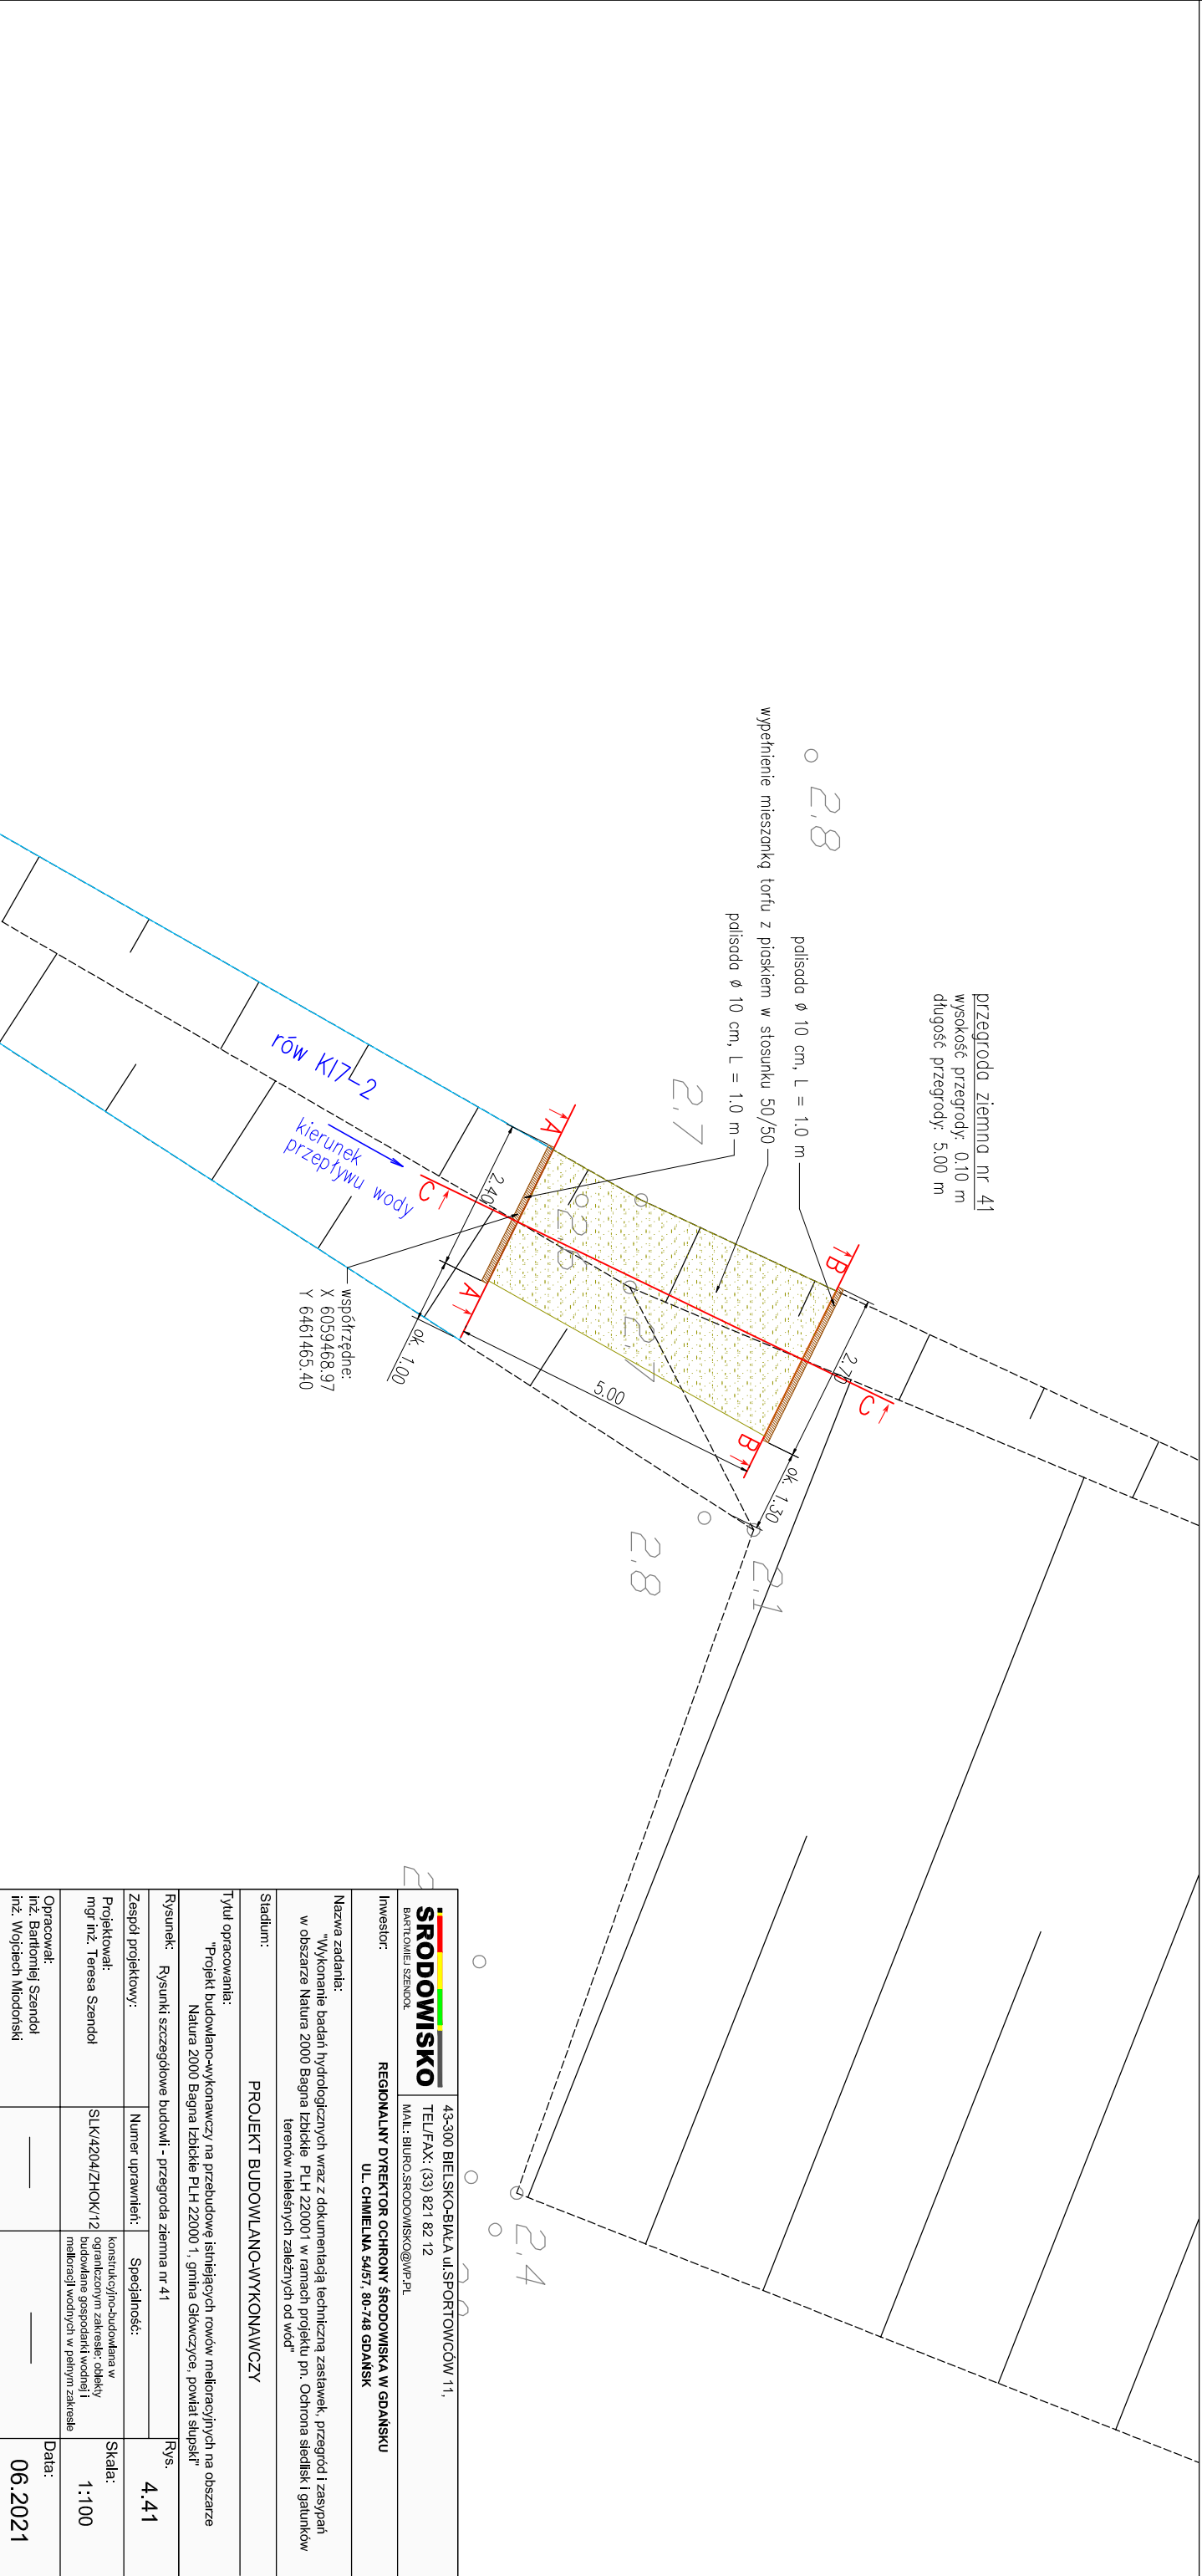 przegroda ziemna nr 41
wysokość przegrody: 0.10 m
długość przegrody: 5.00 m
2.8
palisada ø 10 cm, L = 1.0 m
wypełnienie mieszanką torfu z piaskiem w stosunku 50/50
palisada ø 10 cm, L = 1.0 m
2.7
B
B
2.70
C
ok. 1.30
2.1
5.00
2.7
2.8
A
A
2.40
C
ok. 1.00
rów K17-2
kierunek
przepływu wody
współrzędne:
X 6059468.97
Y 6461465.40
2.4
ŚRODOWISKO
BARTŁOMIEJ SZENDOŁ
43-300 BIELSKO-BIAŁA ul.SPORTOWCÓW 11,
TEL/FAX: (33) 821 82 12
MAIL: BIURO.SRODOWISKO@WP.PL
Inwestor:
REGIONALNY DYREKTOR OCHRONY ŚRODOWISKA W GDAŃSKU
UL. CHMIELNA 54/57, 80-748 GDAŃSK
Nazwa zadania:
"Wykonanie badań hydrologicznych wraz z dokumentacją techniczną zastawek, przegród i zasypań
w obszarze Natura 2000 Bagna Izbickie PLH 220001 w ramach projektu pn. Ochrona siedlisk i gatunków
terenów nieleśnych zależnych od wód"
Stadium:
PROJEKT BUDOWLANO-WYKONAWCZY
Tytuł opracowania:
"Projekt budowlano-wykonawczy na przebudowę istniejących rowów melioracyjnych na obszarze
Natura 2000 Bagna Izbickie PLH 220001, gmina Główczyce, powiat słupski"
Rysunek: Rysunki szczegółowe budowli - przegroda ziemna nr 41
Rys.
4.41
Zespół projektowy:
Numer uprawnień:
Specjalność:
Projektował:
mgr inż. Teresa Szendoł
SLK/4204/ZHOK/12
konstrukcyjno-budowlana w
ograniczonym zakresie: obiekty
budowlane gospodarki wodnej i
melioracji wodnych w pełnym zakresie
Skala:
1:100
Opracował:
inż. Bartłomiej Szendoł
inż. Wojciech Miodoński
Data:
06.2021